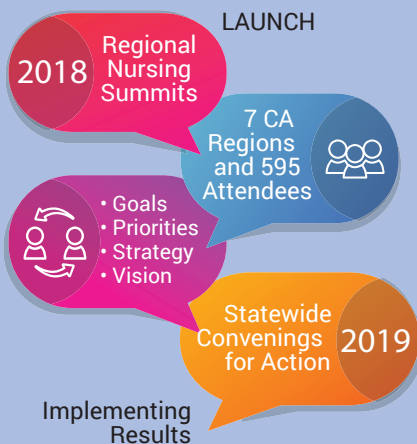 LAUNCH
2018
Regional
Nursing
Summits
7 CA
Regions
and 595
Attendees
• Goals
• Priorities
• Strategy
• Vision
Statewide
Convenings
for Action
2019
Implementing
Results